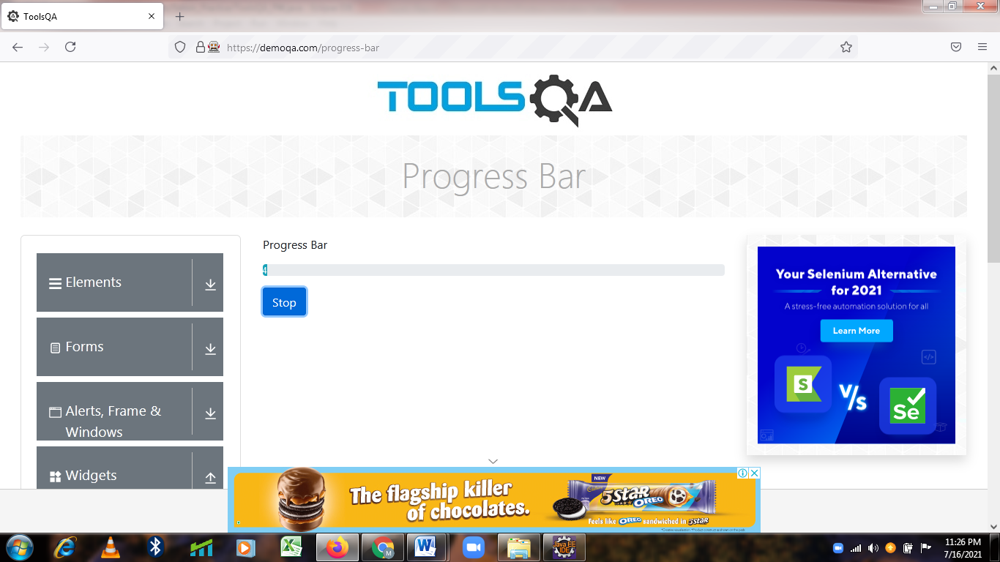 ToolsQA
https://demoqa.com/progress-bar
TOOLSQA
Progress Bar
Elements
Forms
Alerts, Frame &
Windows
Widgets
Progress Bar
4
Stop
Your Selenium Alternative
for 2021
A stress-free automation solution for all
Learn More
S
V/s
Se
The flagship killer
of chocolates.
NEW
5STAR
OREO
Feels like OREO sandwiched in 5STAR
Java EE
IDE
M
11:26 PM
7/16/2021